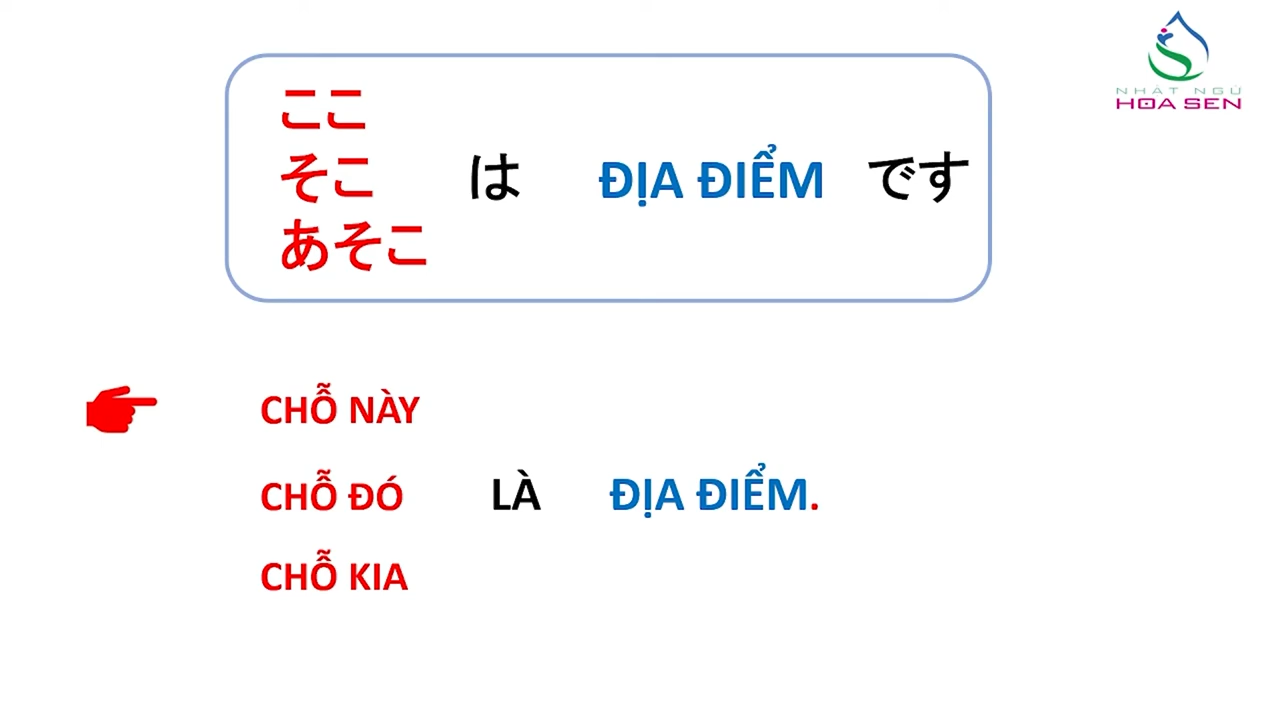 NHẬT NGỮ
HOA SEN
ここ
そこ は ĐỊA ĐIỂM です
あそこ
CHỖ NÀY
CHỖ ĐÓ LÀ ĐỊA ĐIỂM.
CHỖ KIA